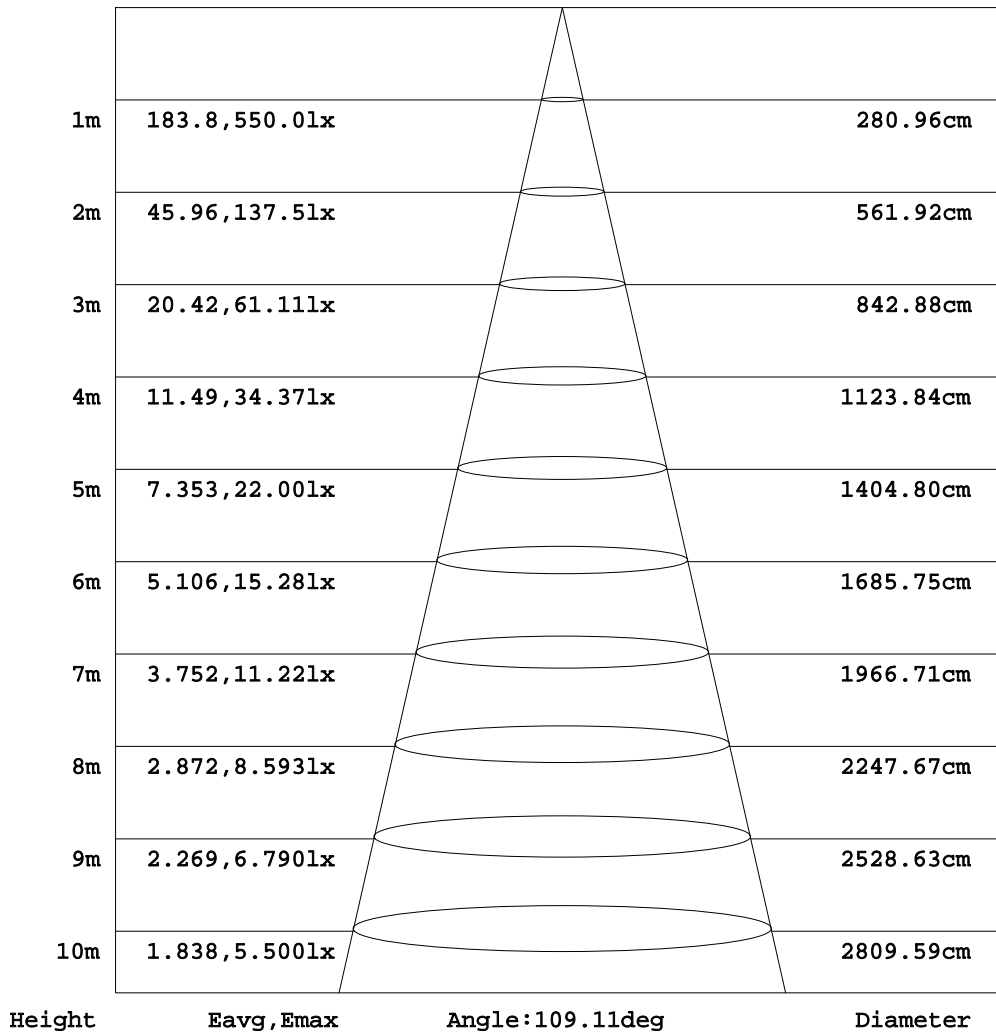 1m 183.8,550.0lx 280.96cm
2m 45.96,137.5lx 561.92cm
3m 20.42,61.11lx 842.88cm
4m 11.49,34.37lx 1123.84cm
5m 7.353,22.00lx 1404.80cm
6m 5.106,15.28lx 1685.75cm
7m 3.752,11.22lx 1966.71cm
8m 2.872,8.593lx 2247.67cm
9m 2.269,6.790lx 2528.63cm
10m 1.838,5.500lx 2809.59cm
Height Eavg,Emax Angle:109.11deg Diameter